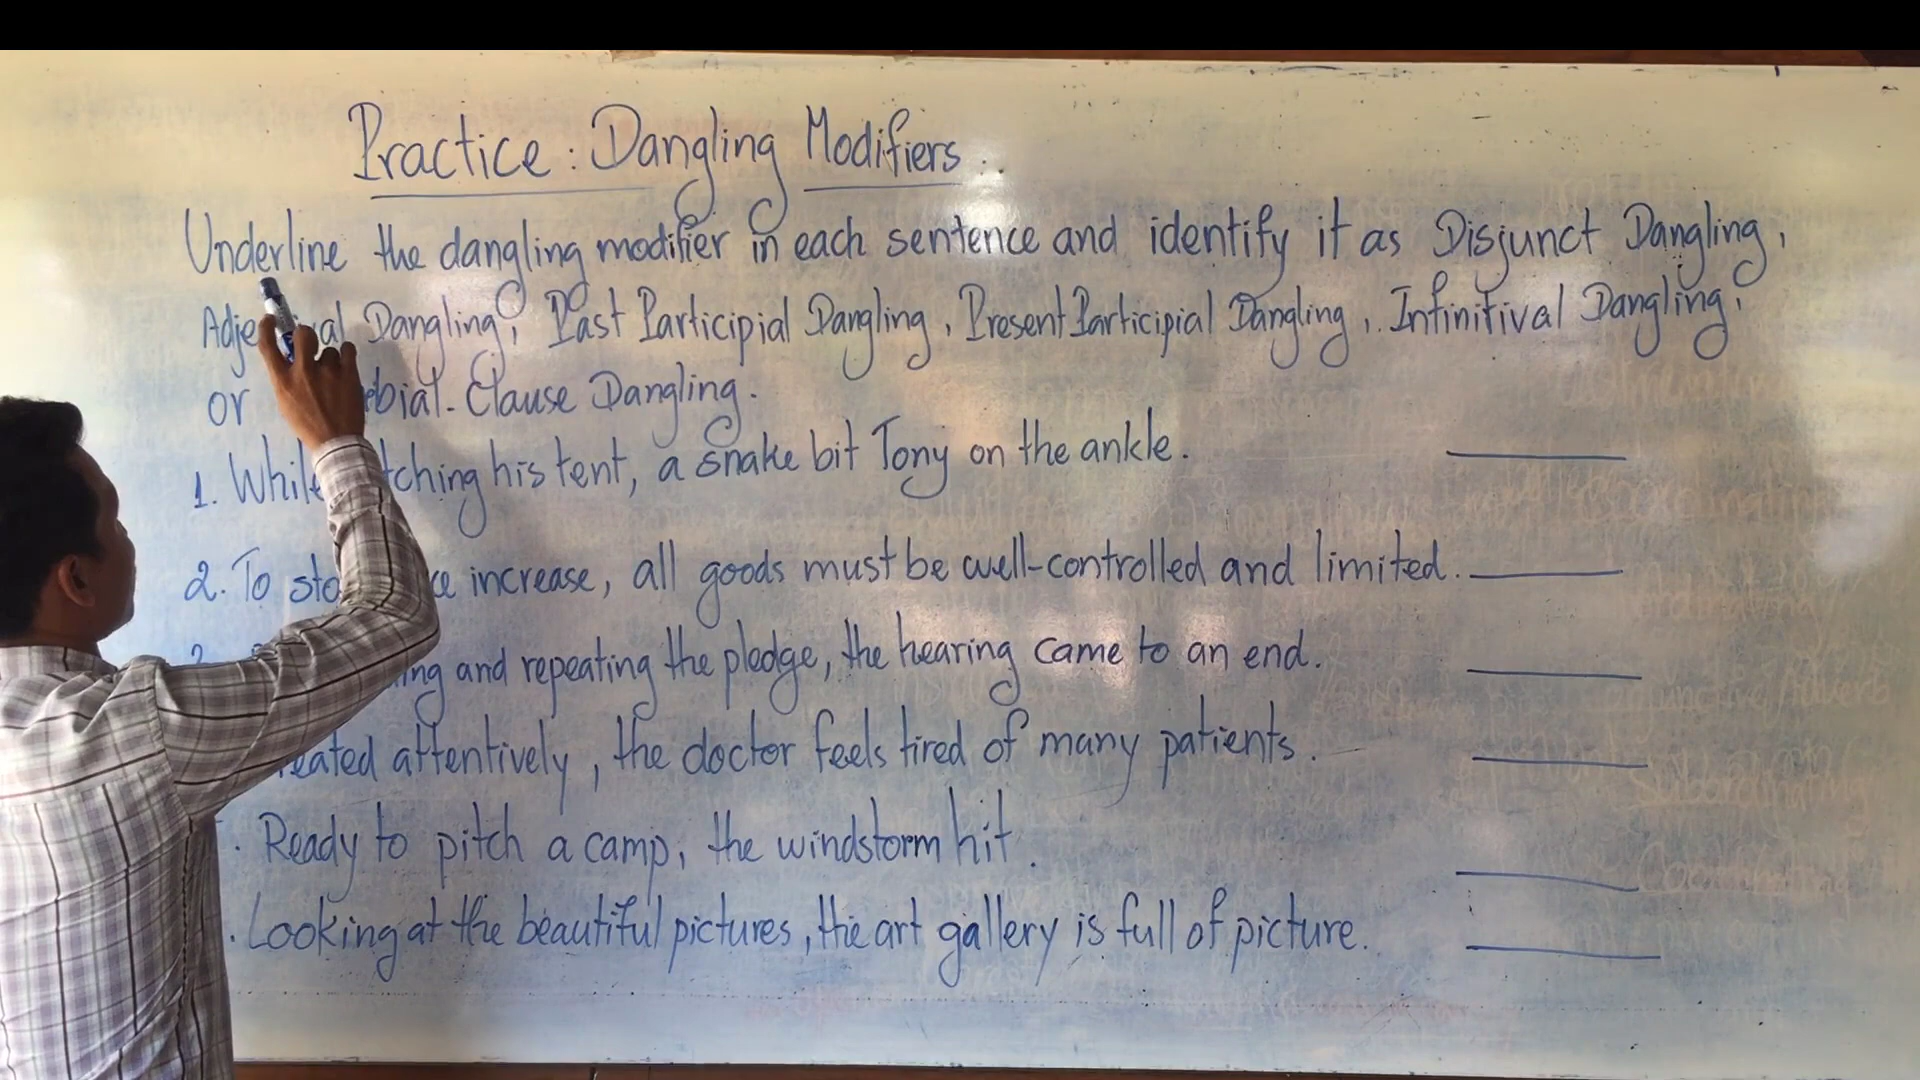 Practice: Dangling Modifiers.
Underline the dangling modifier in each sentence and identify it as Disjunct Dangling,
Dangling, Past Participial Dangling, Present Participial Dangling, Infinitival Dangling,
or Clause Dangling.
1. While his tent, a snake bit Tony on the ankle.
2. To increase, all goods must be well-controlled and limited.
and repeating the pledge, the hearing came to an end.
attentively, the doctor feels tired of many patients.
Ready to pitch a camp, the windstorm hit.
Looking at the beautiful pictures, the art gallery is full of picture.